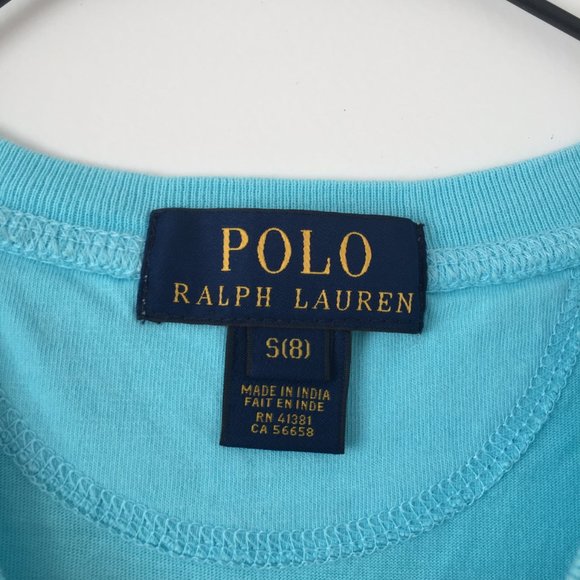 POLO
RALPH LAUREN
S(8)
MADE IN INDIA
FAIT EN INDE
RN 41381
CA 56658